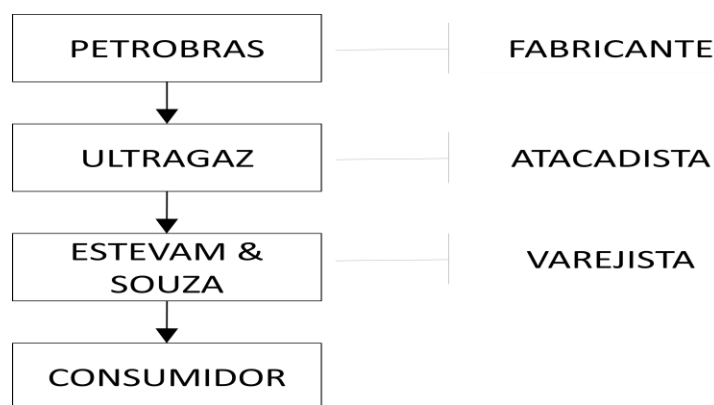 PETROBRAS
FABRICANTE
ULTRAGAZ
ATACADISTA
ESTEVAM &
SOUZA
VAREJISTA
CONSUMIDOR